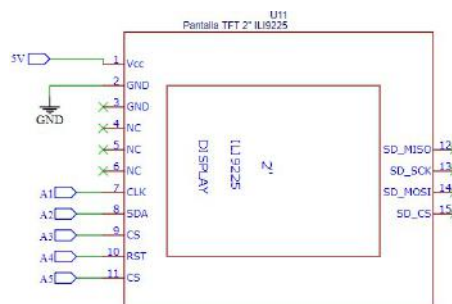 U11
Pantalla TFT 2" ILI9225
5V 1 Vcc
2 GND
GND
3 GND
4 NC
5 NC
6 NC
A1 7 CLK
A2 8 SDA
A3 9 CS
A4 10 RST
A5 11 CS
2'
ILI9225
DISPLAY
SD_MISO 12
SD_SCK 13
SD_MOSI 14
SD_CS 15